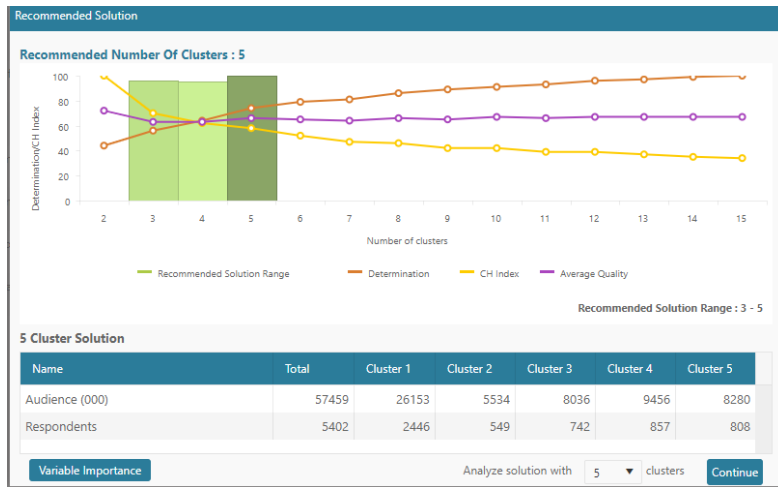 Recommended Solution
Recommended Number Of Clusters : 5
Determination/CH Index
100
80
60
40
20
0
2 3 4 5 6 7 8 9 10 11 12 13 14 15
Number of clusters
Recommended Solution Range Determination CH Index Average Quality
Recommended Solution Range : 3 - 5
5 Cluster Solution
Name Total Cluster 1 Cluster 2 Cluster 3 Cluster 4 Cluster 5
Audience (000) 57459 26153 5534 8036 9456 8280
Respondents 5402 2446 549 742 857 808
Variable Importance Analyze solution with 5 clusters Continue